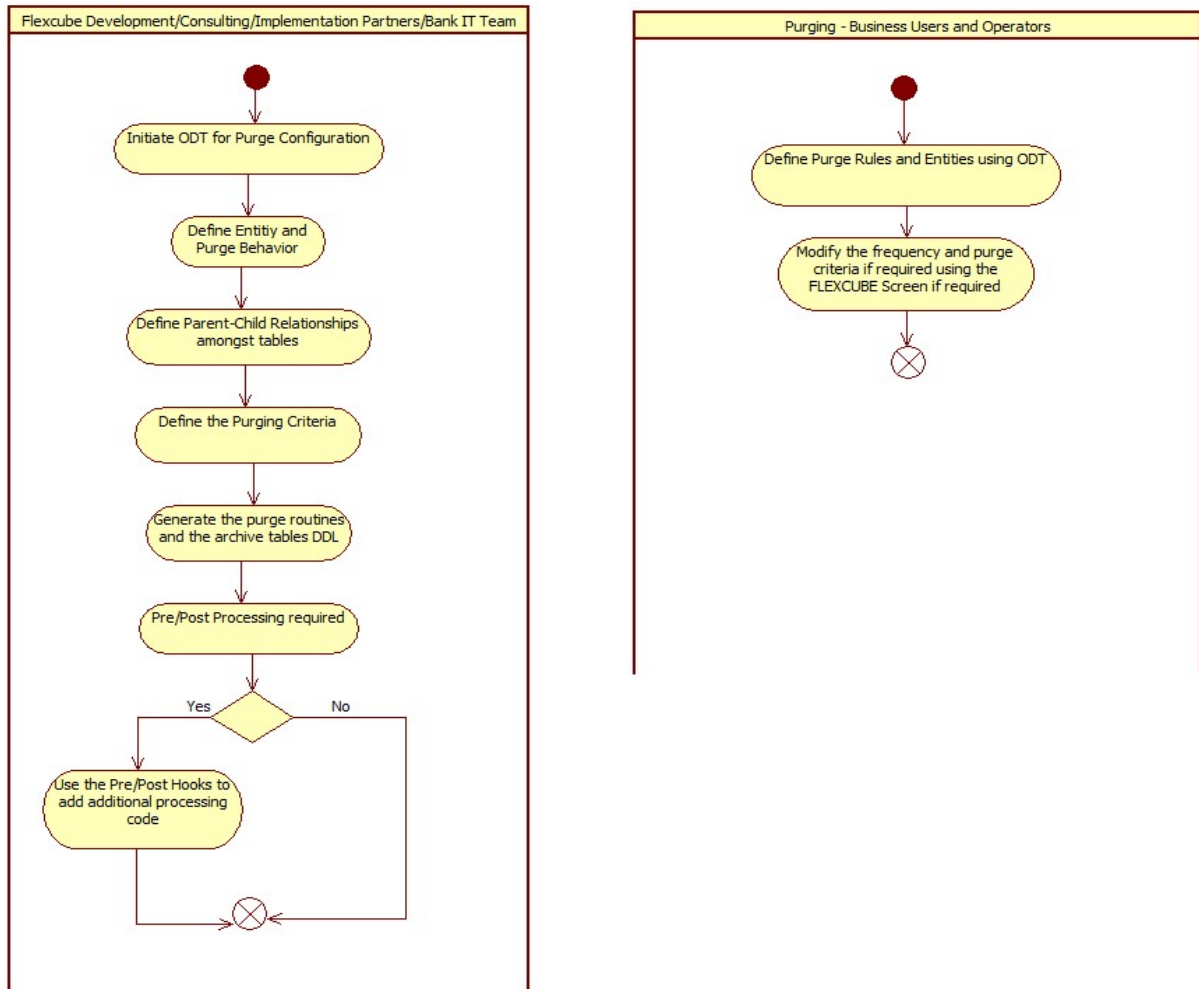 Flexcube Development/Consulting/Implementation Partners/Bank IT Team
Initiate ODT for Purge Configuration
Define Entitiy and
Purge Behavior
Define Parent-Child Relationships
amongst tables
Define the Purging Criteria
Generate the purge routines
and the archive tables DDL
Pre/Post Processing required
Yes
No
Use the Pre/Post Hooks to
add additional processing
code
Purging - Business Users and Operators
Define Purge Rules and Entities using ODT
Modify the frequency and purge
criteria if required using the
FLEXCUBE Screen if required